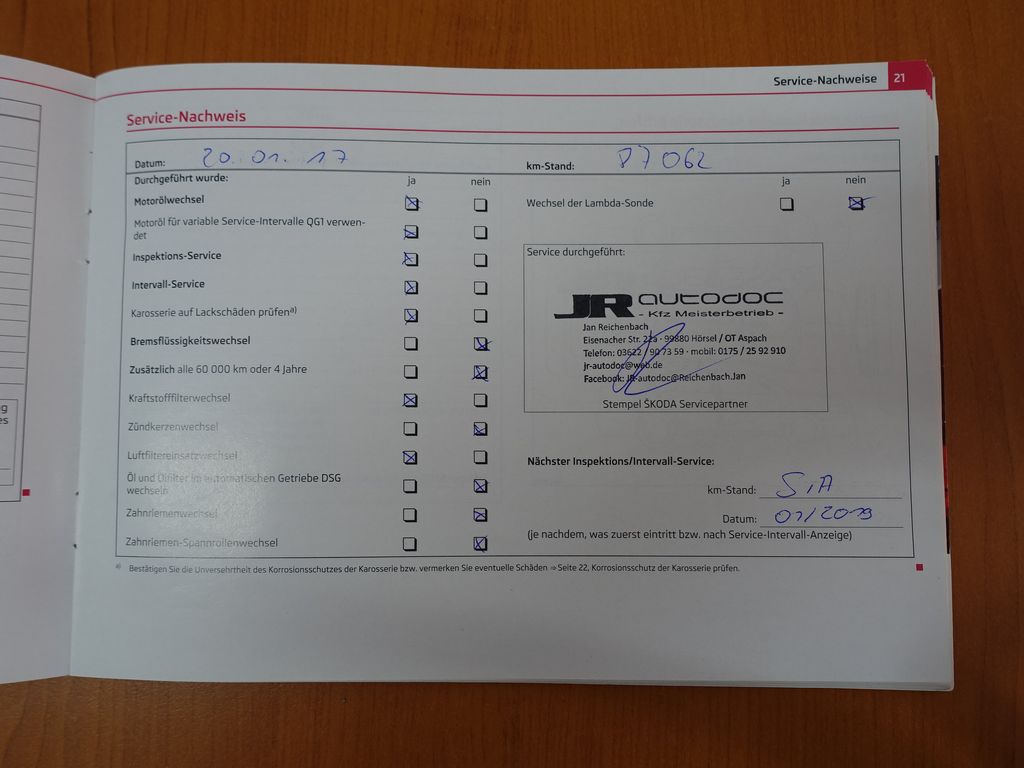 Service-Nachweise 21
Service-Nachweis
Datum: 20.01.17 km-Stand: 87062
Durchgeführt wurde: ja nein ja nein
Motorölwechsel
Wechsel der Lambda-Sonde
Motoröl für variable Service-Intervalle QG1 verwen-
det
Inspektions-Service
Intervall-Service
Karosserie auf Lackschäden prüfen a)
Bremsflüssigkeitswechsel
Zusätzlich alle 60 000 km oder 4 Jahre
Kraftstofffilterwechsel
Zündkerzenwechsel
Luftfiltereinsatzwechsel
Öl und Ölfilter im automatischen Getriebe DSG
wechseln
Zahnriemenwechsel
Zahnriemen-Spannrollenwechsel
Service durchgeführt:
JR autodoc
- Kfz Meisterbetrieb -
Jan Reichenbach
Eisenacher Str. 22a · 99880 Hörsel / OT Aspach
Telefon: 03622 / 90 73 59 · mobil: 0175 / 25 92 910
jr-autodoc@web.de
Facebook: JR-autodoc@Reichenbach.Jan
Stempel ŠKODA Servicepartner
Nächster Inspektions/Intervall-Service:
km-Stand: S.i.A
Datum: 01/2019
(je nachdem, was zuerst eintritt bzw. nach Service-Intervall-Anzeige)
a) Bestätigen Sie die Unversehrtheit des Korrosionsschutzes der Karosserie bzw. vermerken Sie eventuelle Schäden ⇒ Seite 22, Korrosionsschutz der Karosserie prüfen.
g
es